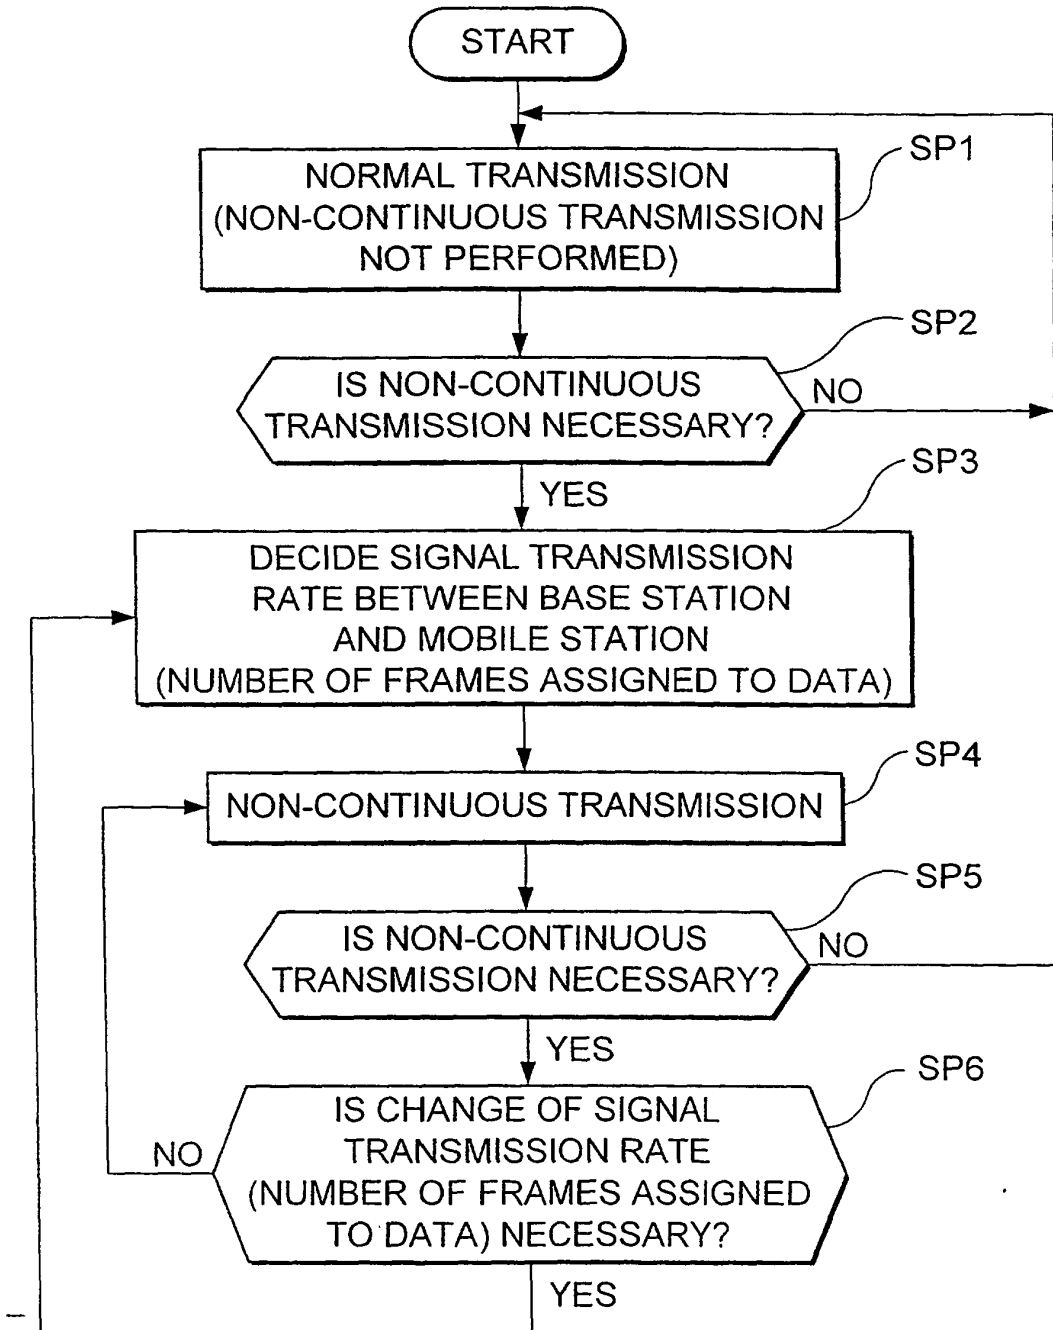 START
SP1
NORMAL TRANSMISSION
(NON-CONTINUOUS TRANSMISSION
NOT PERFORMED)
SP2
IS NON-CONTINUOUS
TRANSMISSION NECESSARY?
NO
YES
SP3
DECIDE SIGNAL TRANSMISSION
RATE BETWEEN BASE STATION
AND MOBILE STATION
(NUMBER OF FRAMES ASSIGNED TO DATA)
SP4
NON-CONTINUOUS TRANSMISSION
SP5
IS NON-CONTINUOUS
TRANSMISSION NECESSARY?
NO
YES
SP6
IS CHANGE OF SIGNAL
TRANSMISSION RATE
(NUMBER OF FRAMES ASSIGNED
TO DATA) NECESSARY?
NO
YES